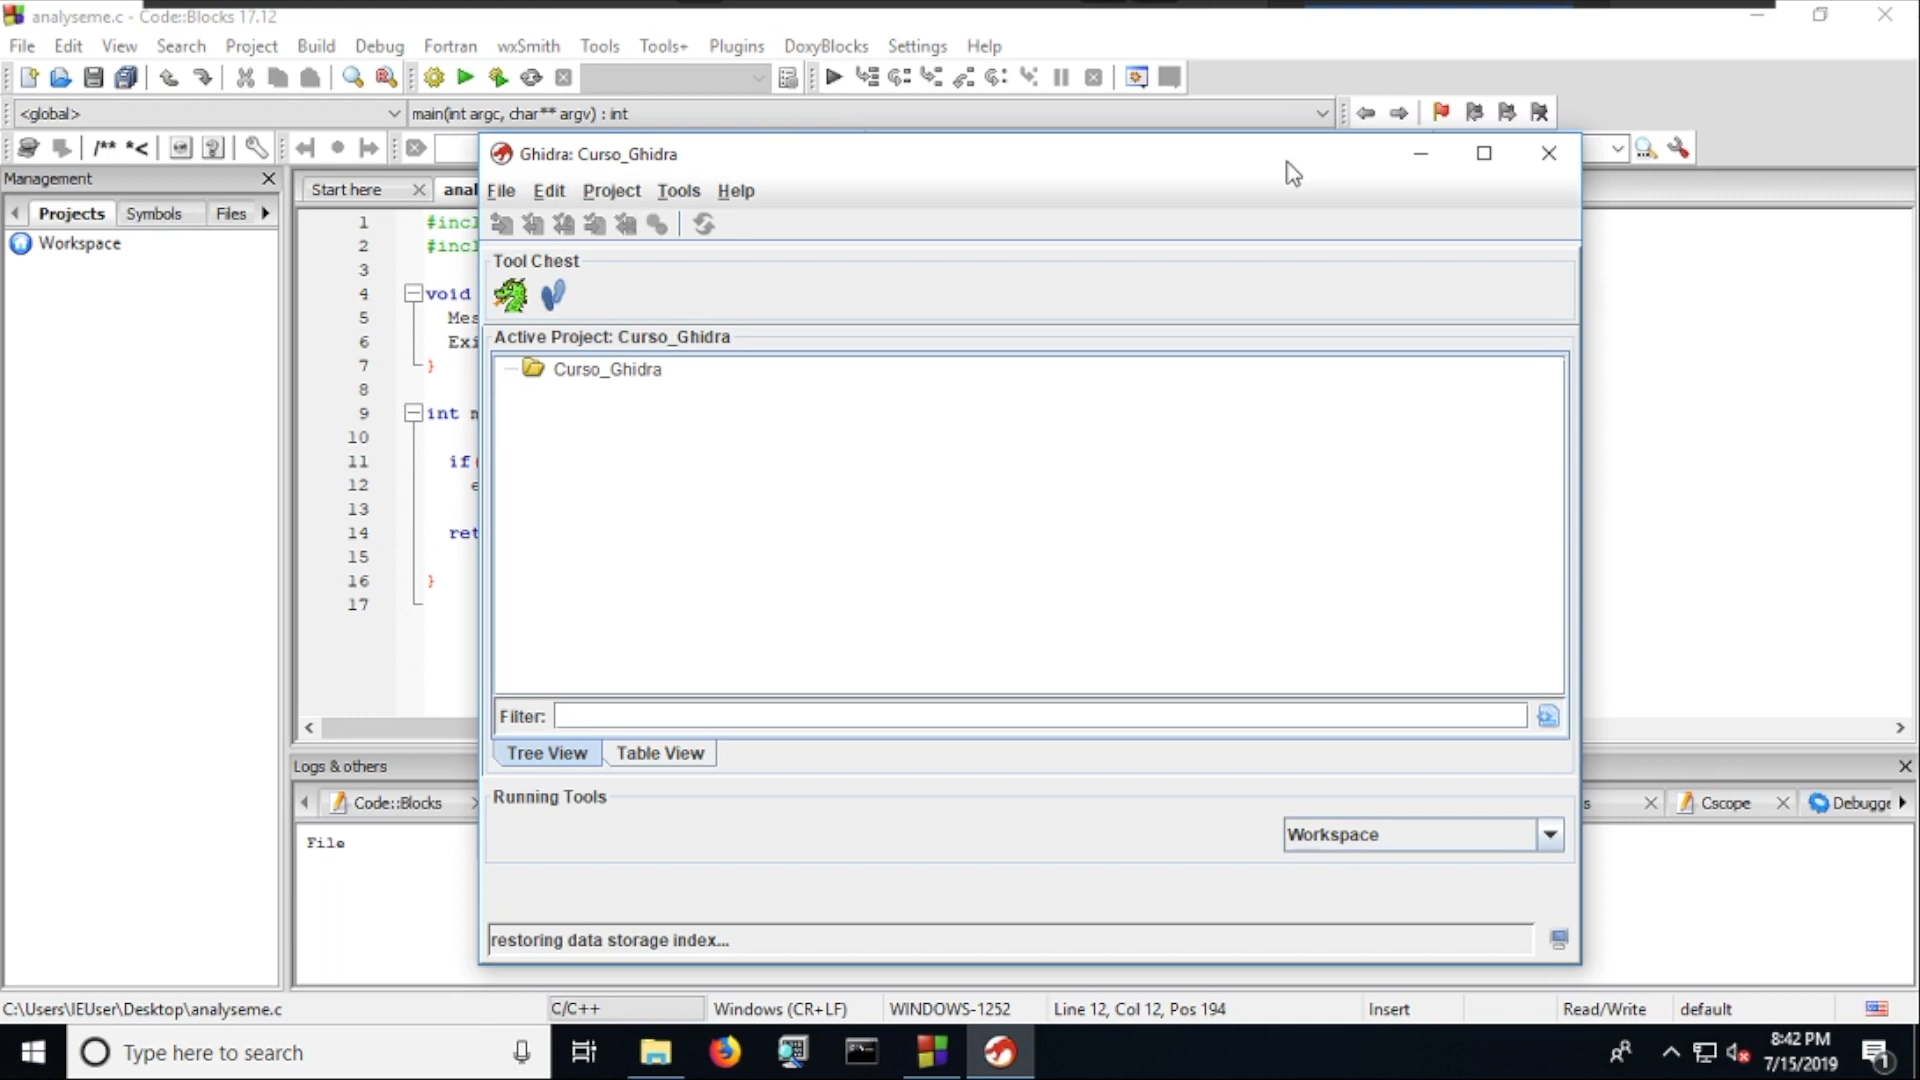 analyseme.c - Code::Blocks 17.12
File Edit View Search Project Build Debug Fortran wxSmith Tools Tools+ Plugins DoxyBlocks Settings Help
<global>
main(int argc, char** argv) : int
/** *<
Management
Projects Symbols Files
Workspace
Start here
anal
1 #incl
2 #incl
3
4 void
5 Mes
6 Exi
7 }
8
9 int m
10
11 if(
12 e
13
14 ret
15
16 }
17
Ghidra: Curso_Ghidra
File Edit Project Tools Help
Tool Chest
Active Project: Curso_Ghidra
Curso_Ghidra
Filter:
Tree View Table View
Running Tools
Workspace
restoring data storage index...
Logs & others
Code::Blocks
s
Cscope
Debugge
File
C:\Users\IEUser\Desktop\analyseme.c C/C++ Windows (CR+LF) WINDOWS-1252 Line 12, Col 12, Pos 194 Insert Read/Write default
Type here to search
8:42 PM
7/15/2019
1